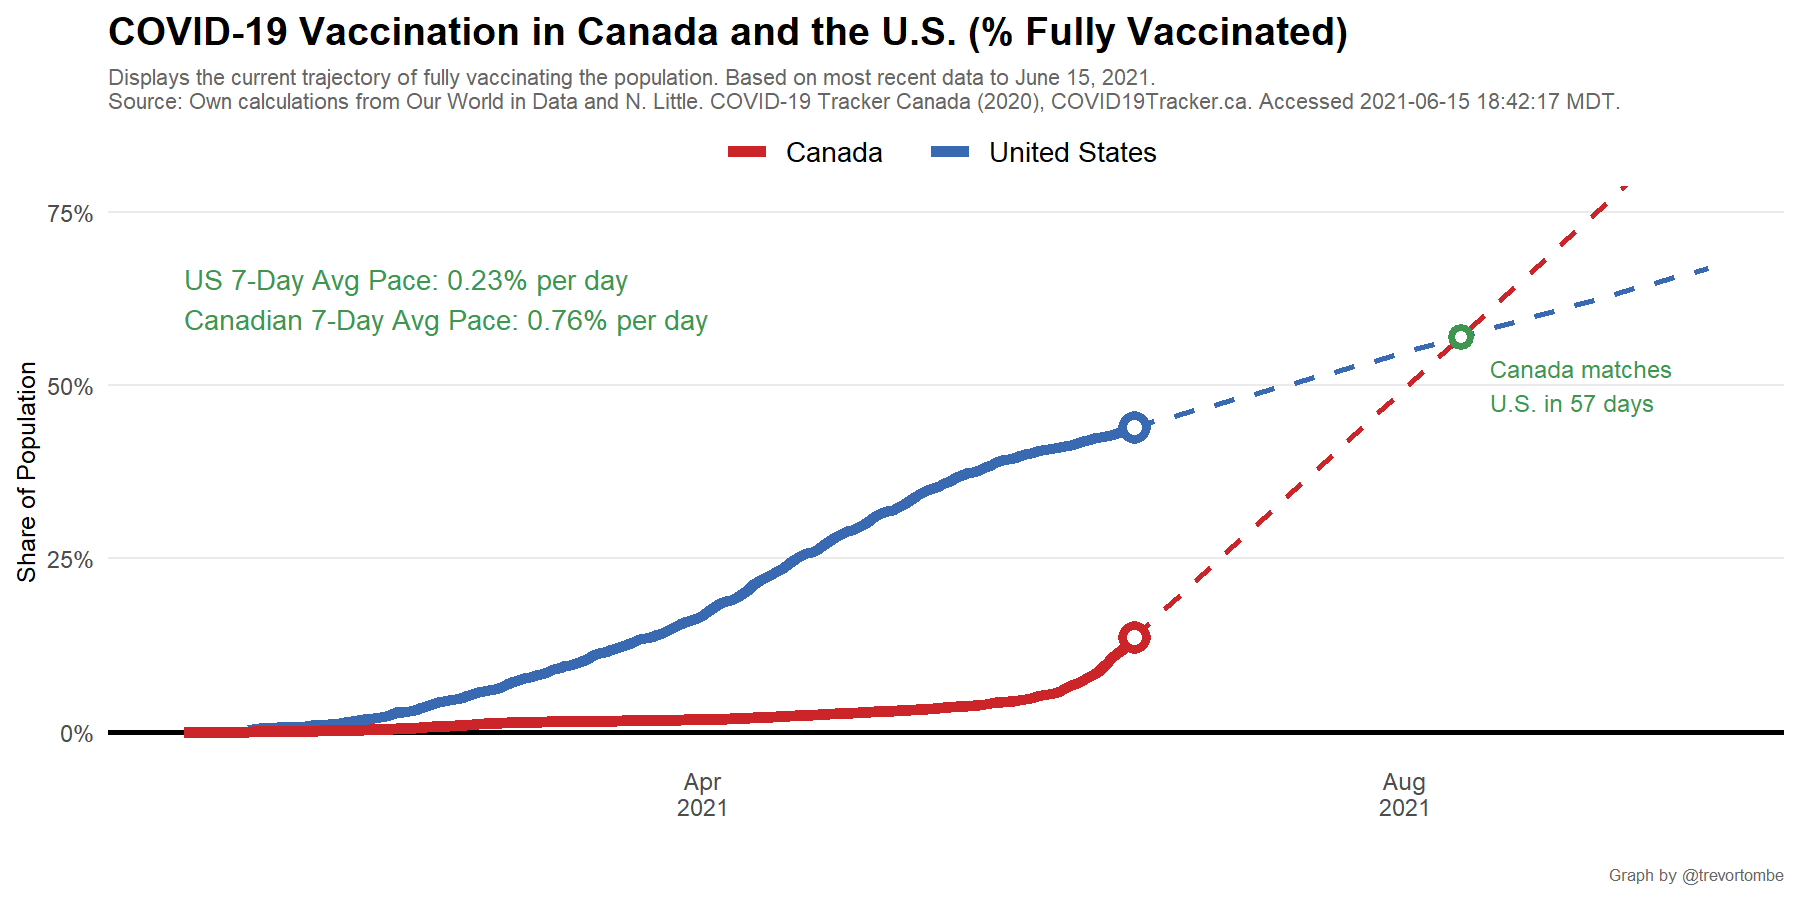 COVID-19 Vaccination in Canada and the U.S. (% Fully Vaccinated)
Displays the current trajectory of fully vaccinating the population. Based on most recent data to June 15, 2021.
Source: Own calculations from Our World in Data and N. Little. COVID-19 Tracker Canada (2020), COVID19Tracker.ca. Accessed 2021-06-15 18:42:17 MDT.
Canada
United States
75%
US 7-Day Avg Pace: 0.23% per day
Canadian 7-Day Avg Pace: 0.76% per day
Canada matches
U.S. in 57 days
50%
Share of Population
25%
0%
Apr
2021
Aug
2021
Graph by @trevortombe